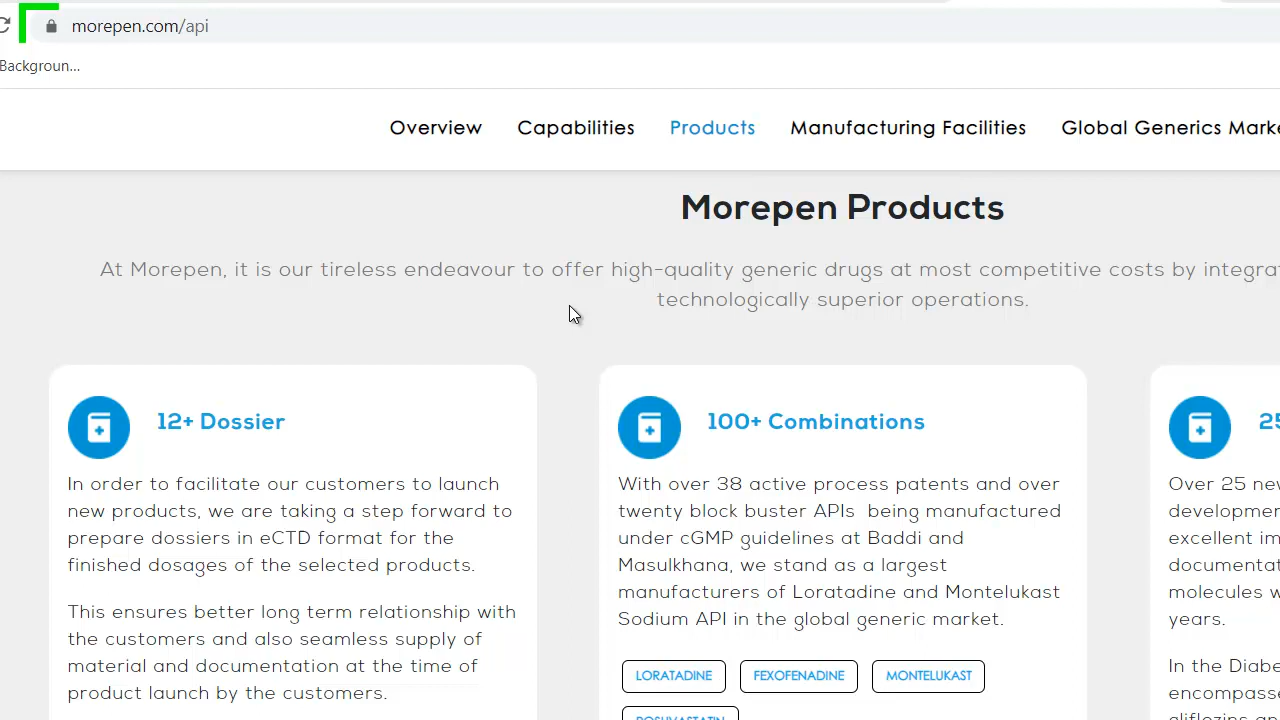 morepen.com/api
Backgroun...
Overview Capabilities Products Manufacturing Facilities Global Generics Marke
Morepen Products
At Morepen, it is our tireless endeavour to offer high-quality generic drugs at most competitive costs by integra
technologically superior operations.
12+ Dossier
In order to facilitate our customers to launch
new products, we are taking a step forward to
prepare dossiers in eCTD format for the
finished dosages of the selected products.
This ensures better long term relationship with
the customers and also seamless supply of
material and documentation at the time of
product launch by the customers.
100+ Combinations
With over 38 active process patents and over
twenty block buster APIs being manufactured
under cGMP guidelines at Baddi and
Masulkhana, we stand as a largest
manufacturers of Loratadine and Montelukast
Sodium API in the global generic market.
LORATADINE FEXOFENADINE MONTELUKAST
ROSUVASTATIN
25
Over 25 new
developmen
excellent im
documentat
molecules w
years.
In the Diabe
encompasse
gliflozins an